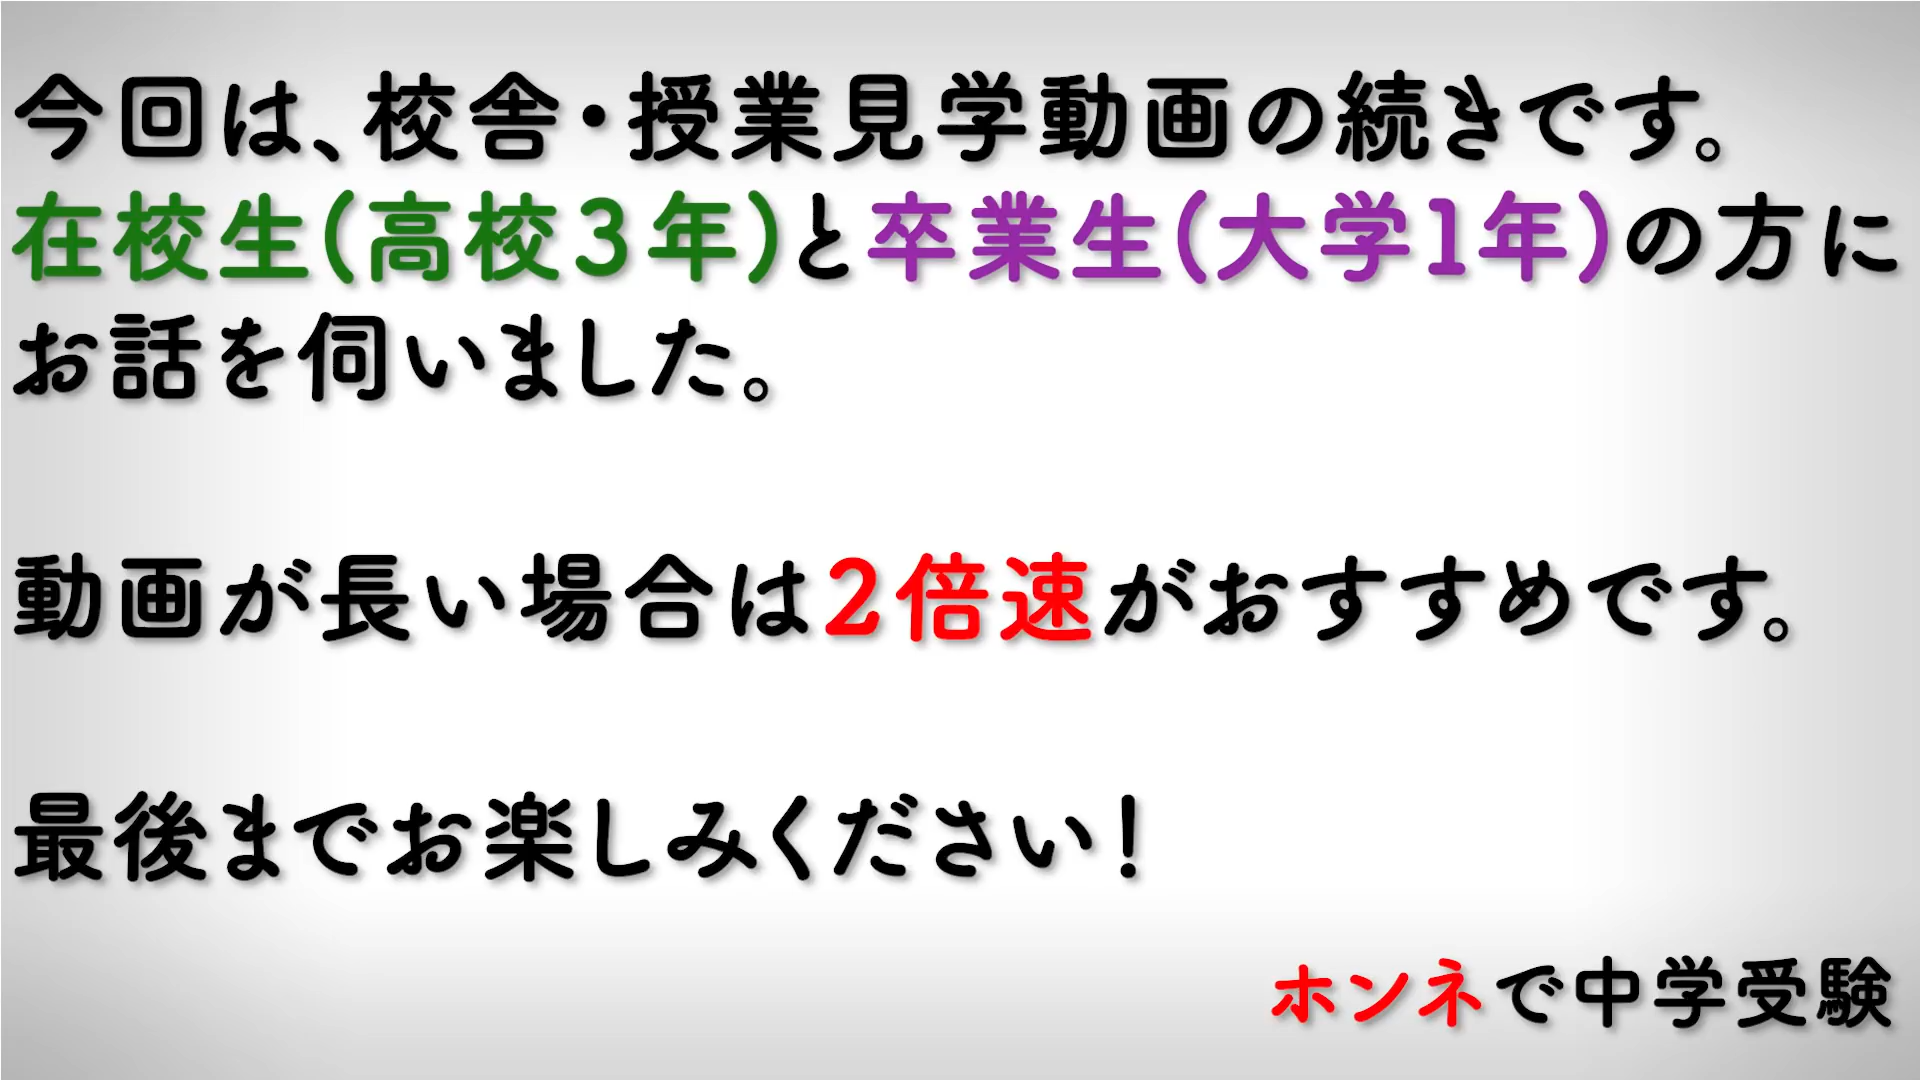 今回は、校舎・授業見学動画の続きです。
在校生(高校３年)と卒業生(大学1年)の方に
お話を伺いました。
動画が長い場合は２倍速がおすすめです。
最後までお楽しみください！
ホンネで中学受験